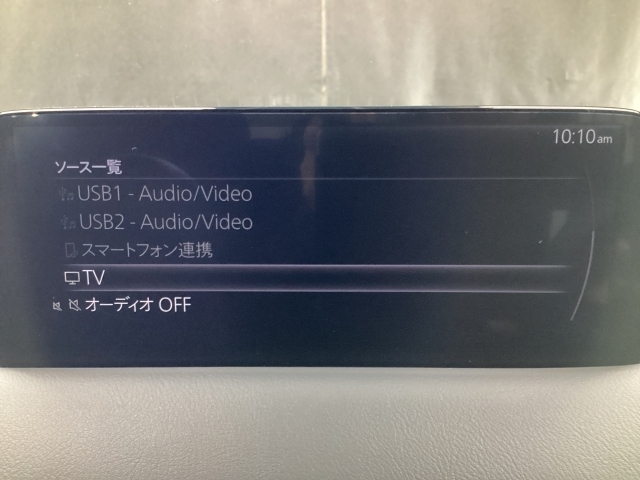 10:10am
ソース一覧
USB1 - Audio/Video
USB2 - Audio/Video
スマートフォン連携
TV
オーディオ OFF